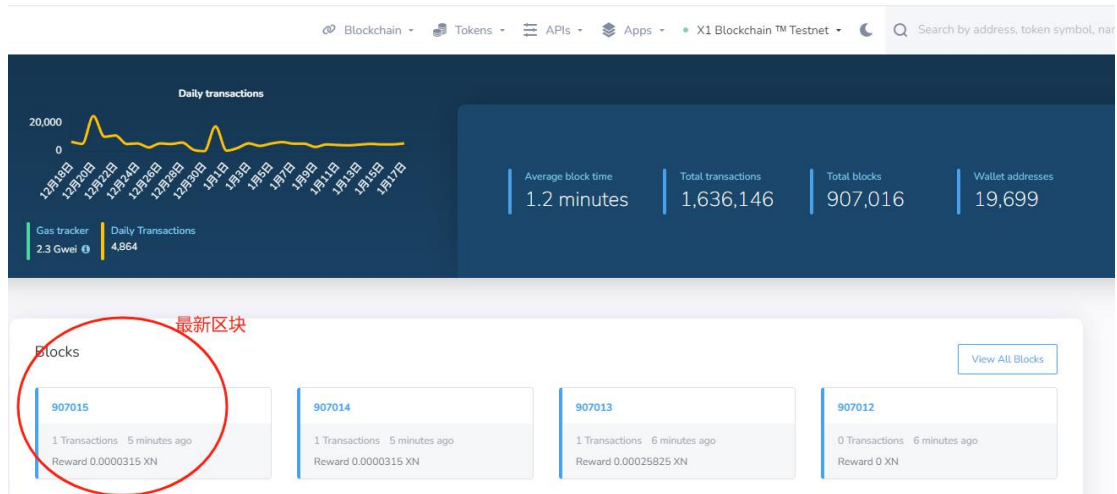 Blockchain Tokens APIs Apps X1 Blockchain ™ Testnet Search by address, token symbol, nar
Daily transactions
20,000
0
12月18日 12月20日 12月22日 12月24日 12月26日 12月28日 12月30日 1月1日 1月3日 1月5日 1月7日 1月9日 1月11日 1月13日 1月15日 1月17日
Average block time Total transactions Total blocks Wallet addresses
1.2 minutes 1,636,146 907,016 19,699
Gas tracker Daily Transactions
2.3 Gwei 4,864
最新区块
Blocks View All Blocks
907015 907014 907013 907012
1 Transactions 5 minutes ago 1 Transactions 5 minutes ago 1 Transactions 6 minutes ago 0 Transactions 6 minutes ago
Reward 0.0000315 XN Reward 0.0000315 XN Reward 0.00025825 XN Reward 0 XN